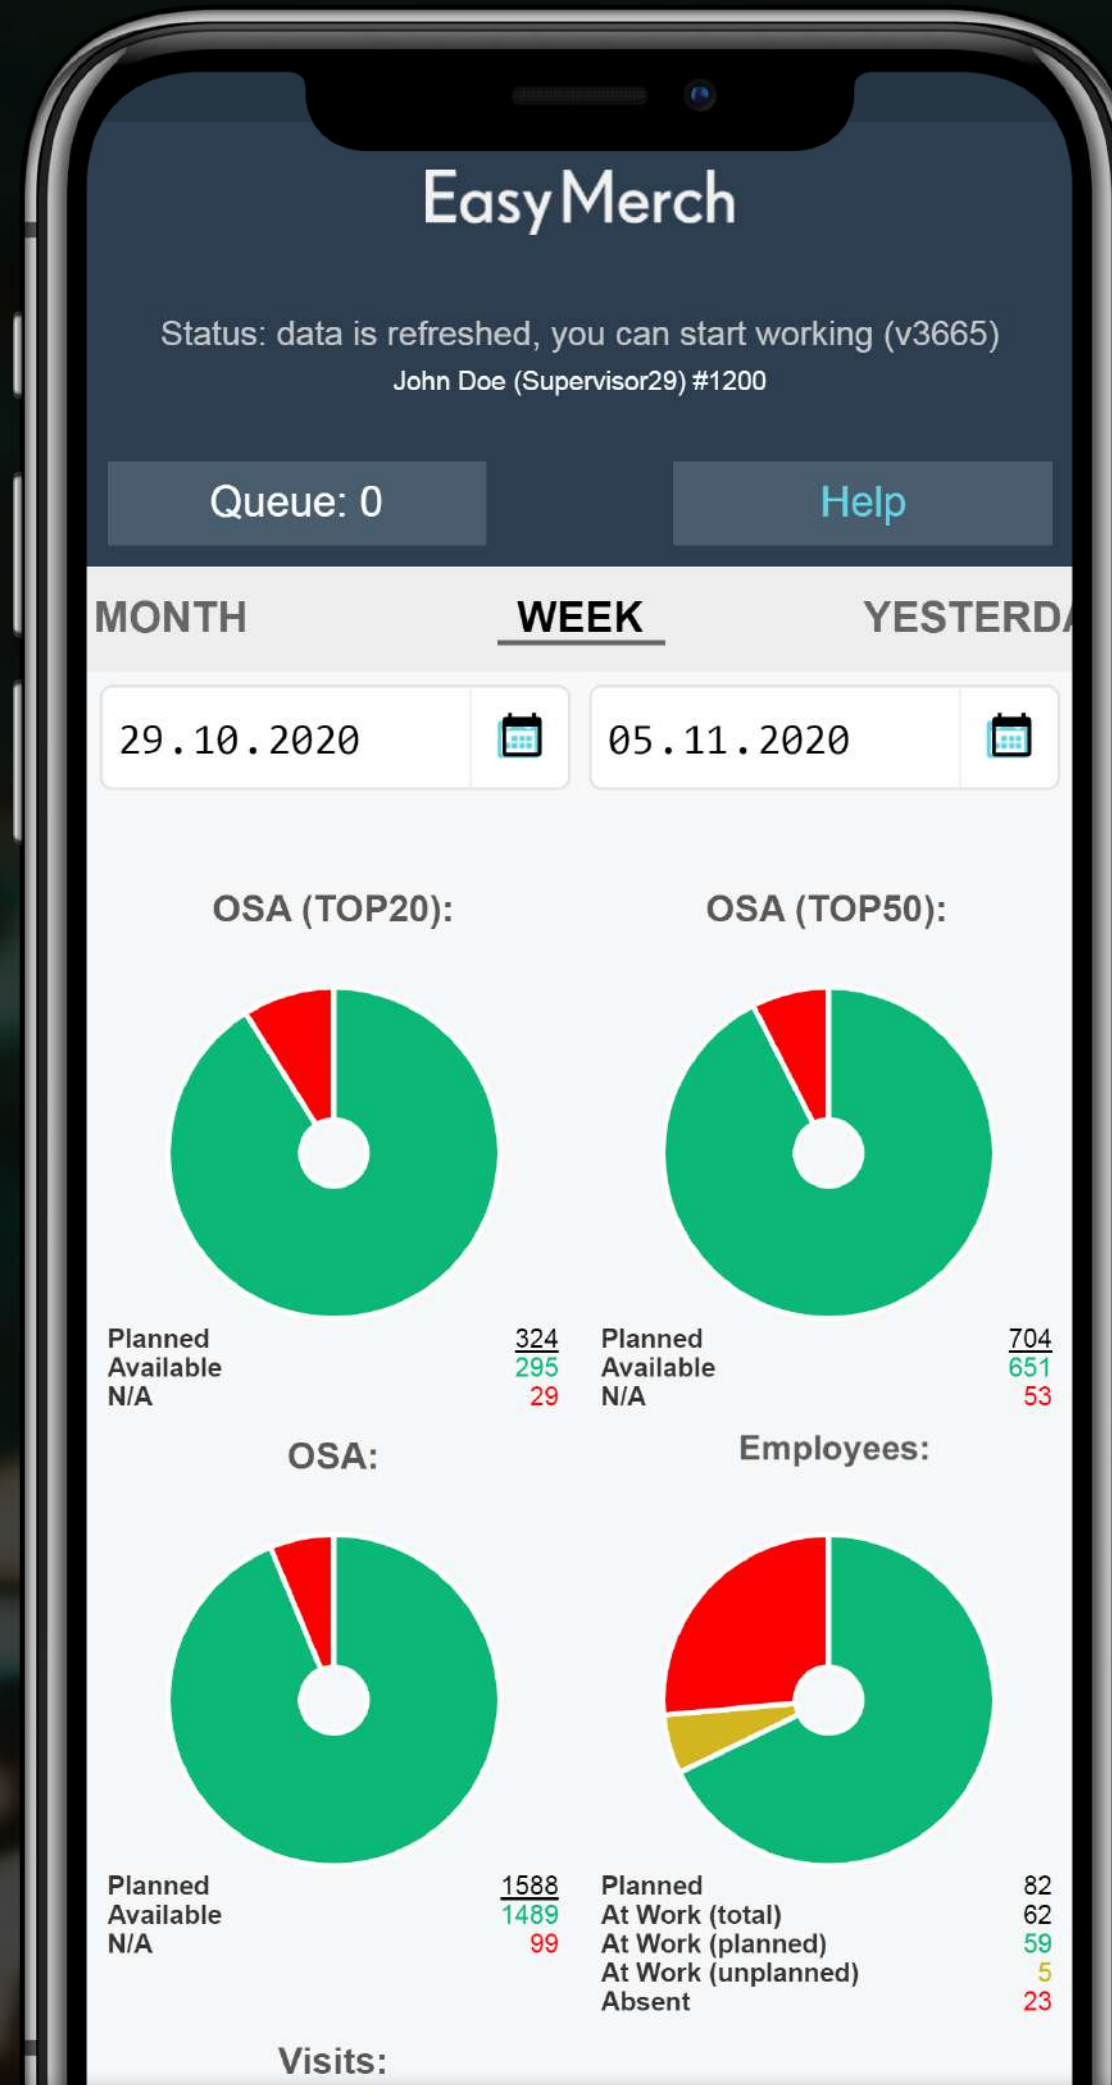 EasyMerch
Status: data is refreshed, you can start working (v3665)
John Doe (Supervisor29) #1200
Queue: 0
Help
MONTH WEEK YESTERDA
29.10.2020 05.11.2020
OSA (TOP20):
Planned 324
Available 295
N/A 29
OSA (TOP50):
Planned 704
Available 651
N/A 53
OSA:
Planned 1588
Available 1489
N/A 99
Employees:
Planned 82
At Work (total) 62
At Work (planned) 59
At Work (unplanned) 5
Absent 23
Visits: